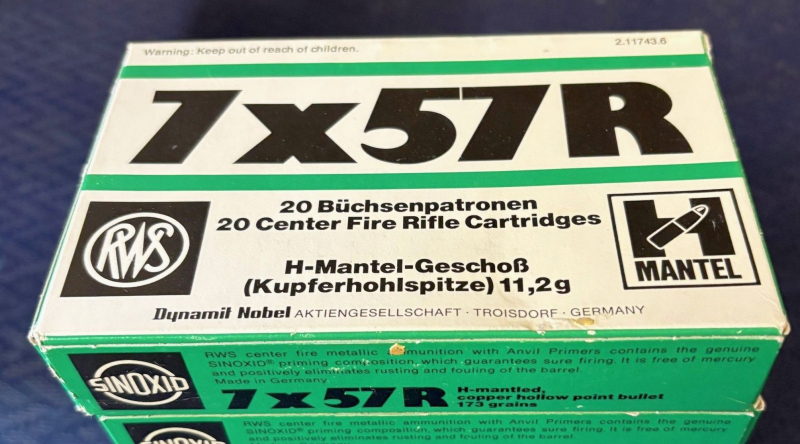 Warning: Keep out of reach of children.
2.11743.6
7x57R
20 Büchsenpatronen
20 Center Fire Rifle Cartridges
H-Mantel-Geschoß
(Kupferhohlspitze) 11,2g
RWS
H
MANTEL
Dynamit Nobel AKTIENGESELLSCHAFT · TROISDORF · GERMANY
SINOXID
RWS center fire metallic ammunition with Anvil Primers contains the genuine
SINOXID® priming composition, which guarantees sure firing. It is free of mercury
and positively eliminates rusting and fouling of the barrel.
Made in Germany
7x57R
H-mantled,
copper hollow point bullet
173 grains
RWS center fire metallic ammunition with Anvil Primers contains the genuine
SINOXID® priming composition, which guarantees sure firing. It is free of mercury
and positively eliminates rusting and fouling of the barrel.
SINOXID